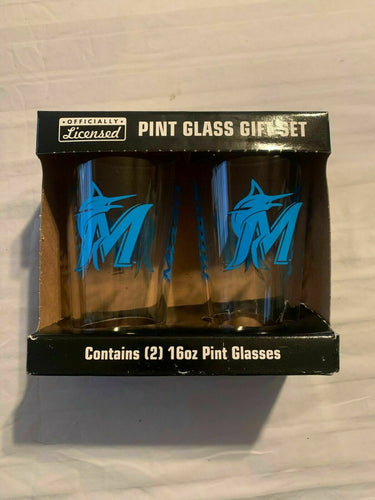 OFFICIALLY
Licensed
PINT GLASS GIFT SET
M M
Contains (2) 16oz Pint Glasses